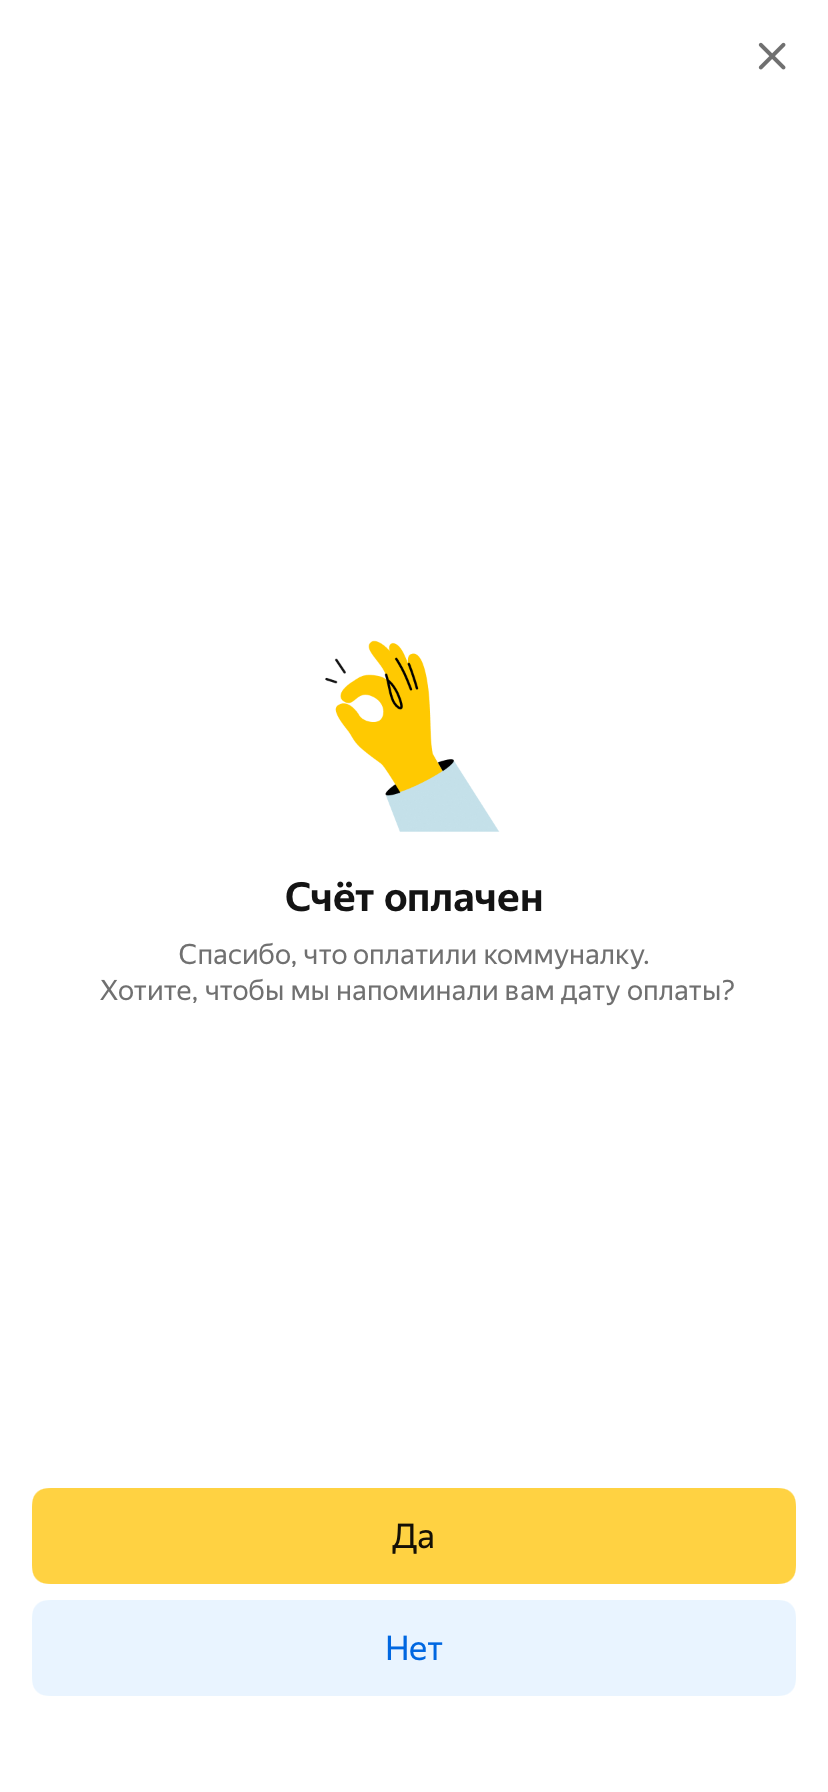 Счёт оплачен
Спасибо, что оплатили коммуналку.
Хотите, чтобы мы напоминали вам дату оплаты?
Да
Нет